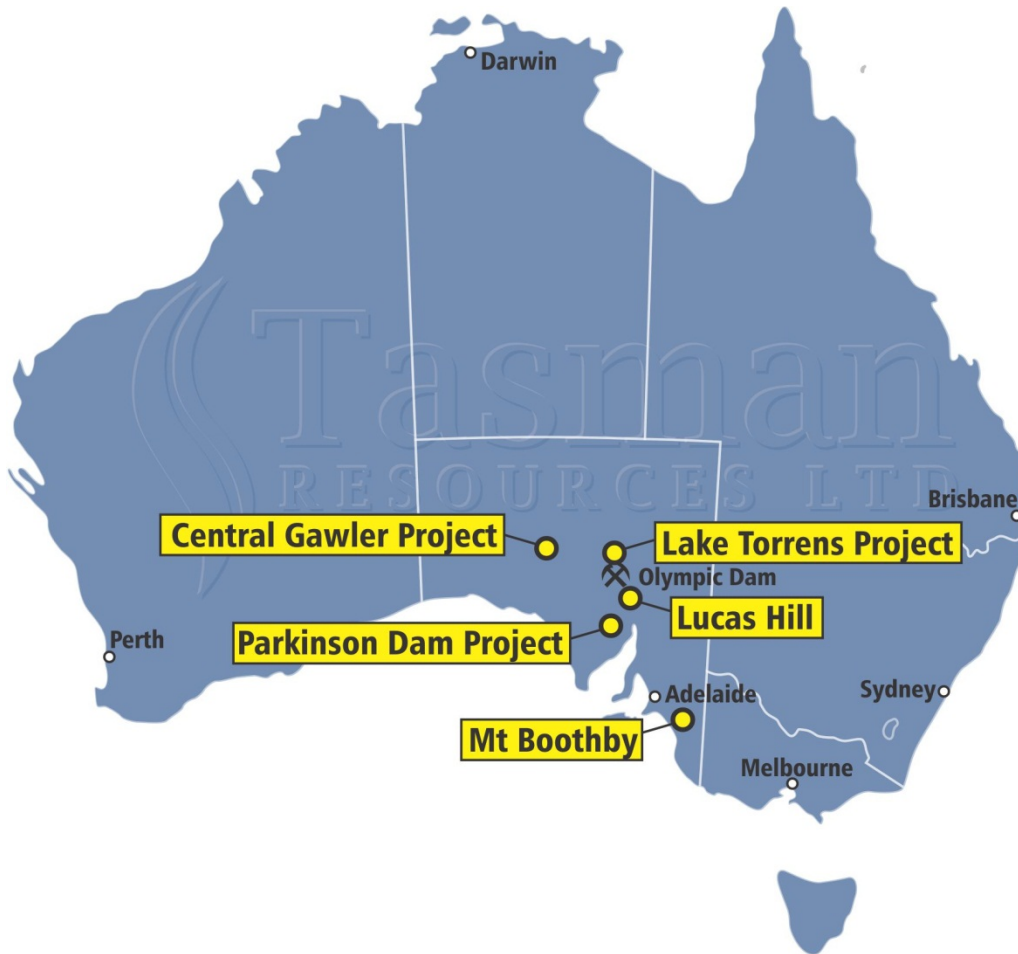 Darwin
Tasman
RESOURCES LTD
Brisbane
Central Gawler Project
Lake Torrens Project
Olympic Dam
Lucas Hill
Parkinson Dam Project
Perth
Adelaide
Sydney
Mt Boothby
Melbourne